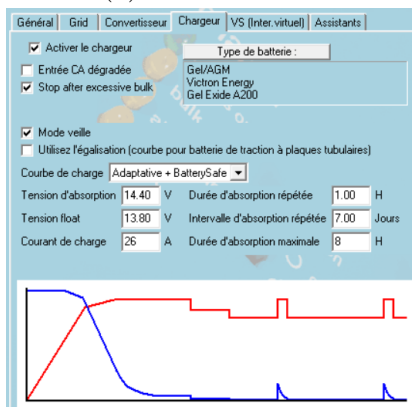 Général Grid Convertisseur Chargeur VS (Inter. virtuel) Assistants
Activer le chargeur
Type de batterie :
Entrée CA dégradée
Stop after excessive bulk
Gel/AGM
Victron Energy
Gel Exide A200
Mode veille
Utilisez l'égalisation (courbe pour batterie de traction à plaques tubulaires)
Courbe de charge Adaptative + BatterySafe
Tension d'absorption 14.40 V Durée d'absorption répétée 1.00 H
Tension float 13.80 V Intervalle d'absorption répétée 7.00 Jours
Courant de charge 26 A Durée d'absorption maximale 8 H